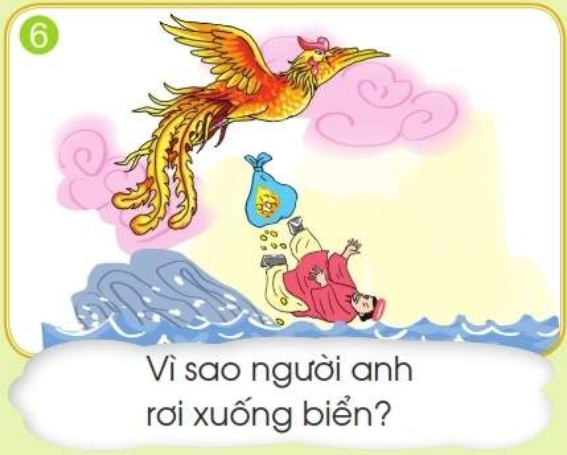 6
Vì sao người anh
rơi xuống biển?